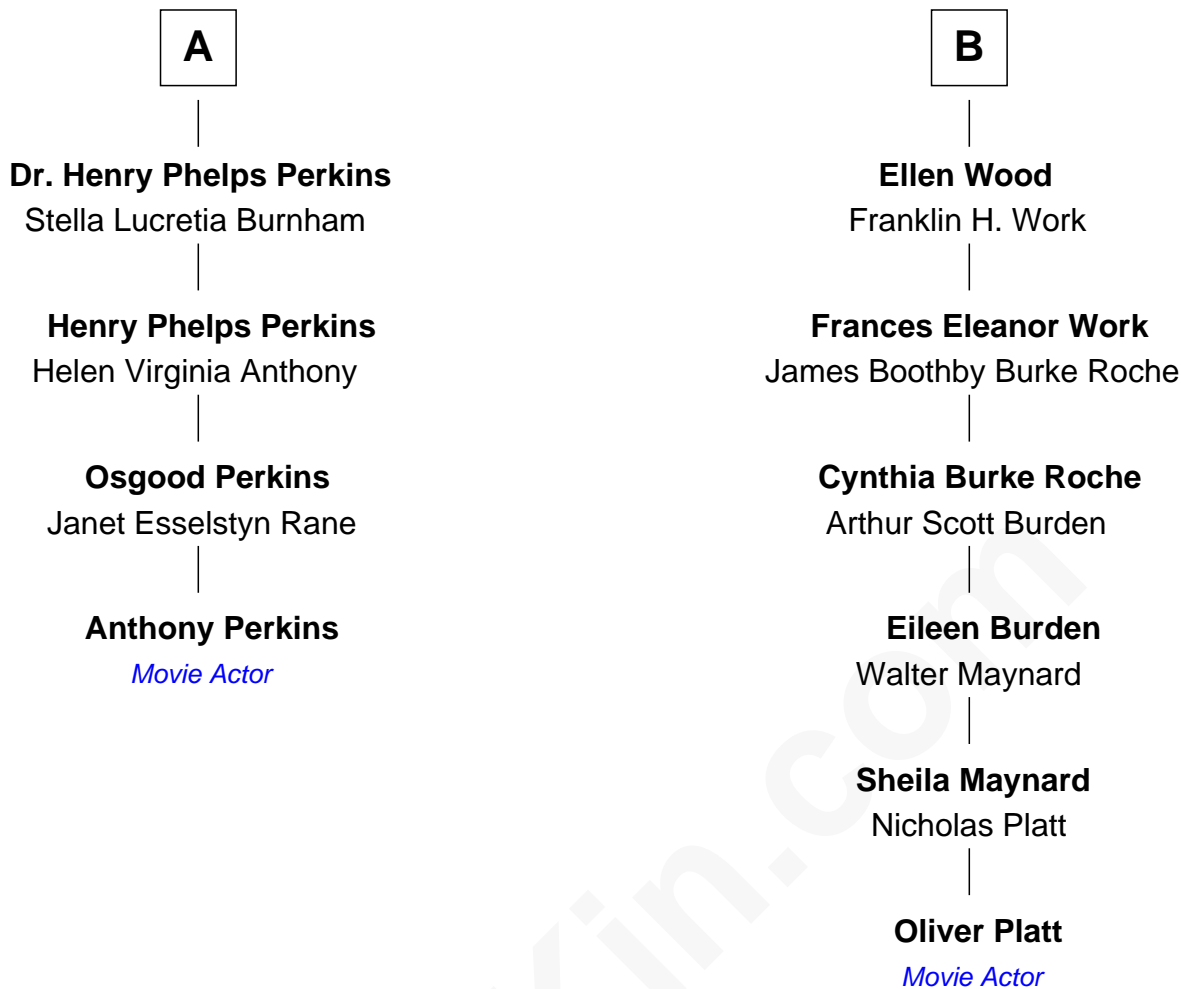 A
Dr. Henry Phelps Perkins
Stella Lucretia Burnham
Henry Phelps Perkins
Helen Virginia Anthony
Osgood Perkins
Janet Esselstyn Rane
Anthony Perkins
Movie Actor
B
Ellen Wood
Franklin H. Work
Frances Eleanor Work
James Boothby Burke Roche
Cynthia Burke Roche
Arthur Scott Burden
Eileen Burden
Walter Maynard
Sheila Maynard
Nicholas Platt
Oliver Platt
Movie Actor